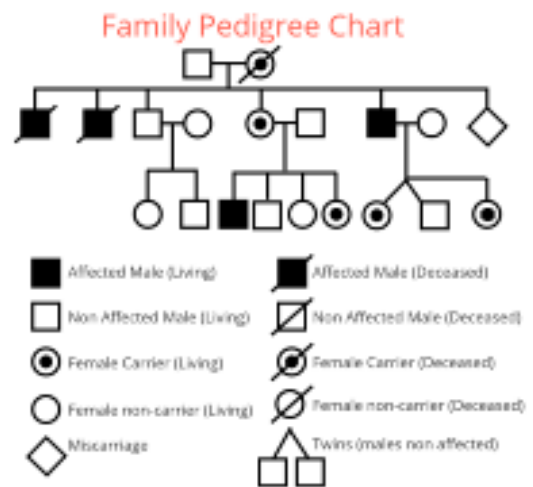 Family Pedigree Chart
Affected Male (Living)
Affected Male (Deceased)
Non Affected Male (Living)
Non Affected Male (Deceased)
Female Carrier (Living)
Female Carrier (Deceased)
Female non-carrier (Living)
Female non-carrier (Deceased)
Miscarriage
Twins (males non affected)